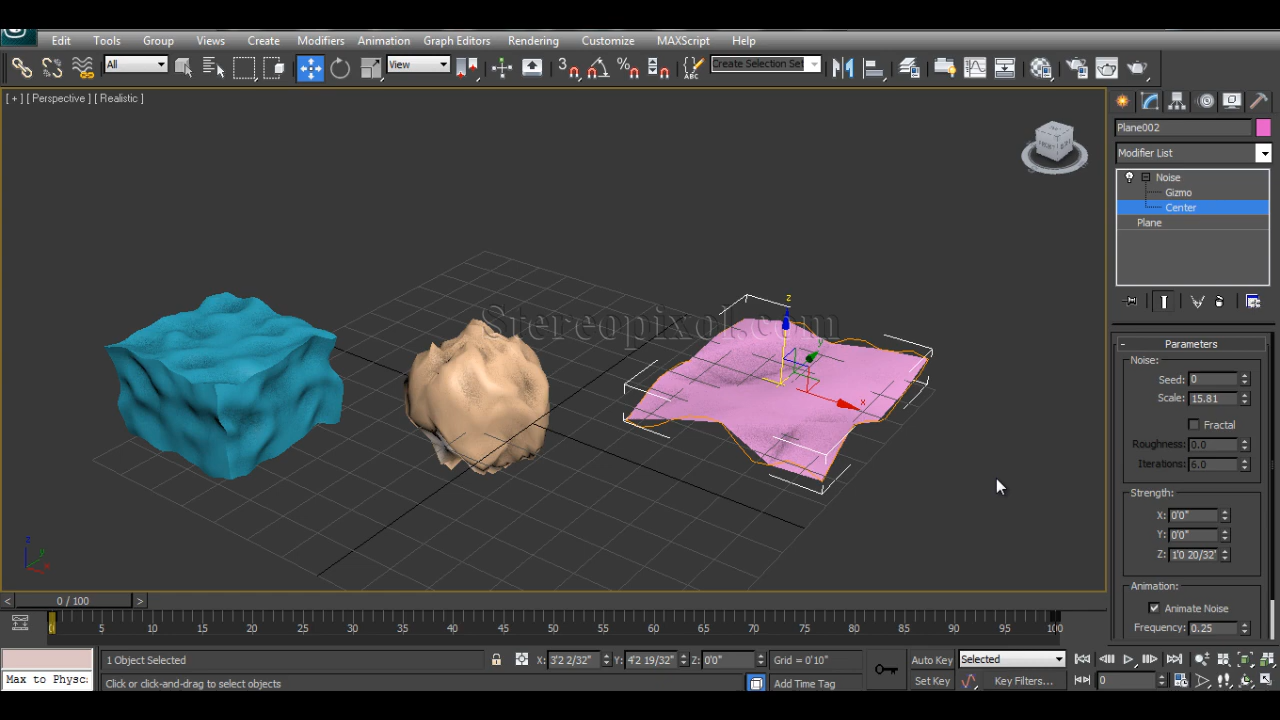 Edit Tools Group Views Create Modifiers Animation Graph Editors Rendering Customize MAXScript Help
All View 3 % ABC Create Selection Set
[ + ] [ Perspective ] [ Realistic ]
Plane002
Modifier List
Noise
Gizmo
Center
Plane
Stereopixol.com
z
y
x
- Parameters
Noise:
Seed: 0
Scale: 15.81
Fractal
Roughness: 0.0
Iterations: 6.0
Strength:
X: 0'0"
Y: 0'0"
Z: 1'0 20/32"
Animation:
Animate Noise
Frequency: 0.25
z
y
x
< 0 / 100 >
0 5 10 15 20 25 30 35 40 45 50 55 60 65 70 75 80 85 90 95 100
1 Object Selected X: 3'2 2/32" Y: 4'2 19/32" Z: 0'0" Grid = 0'10" Auto Key Selected
Max to Physc: Click or click-and-drag to select objects Add Time Tag Set Key Key Filters... 0